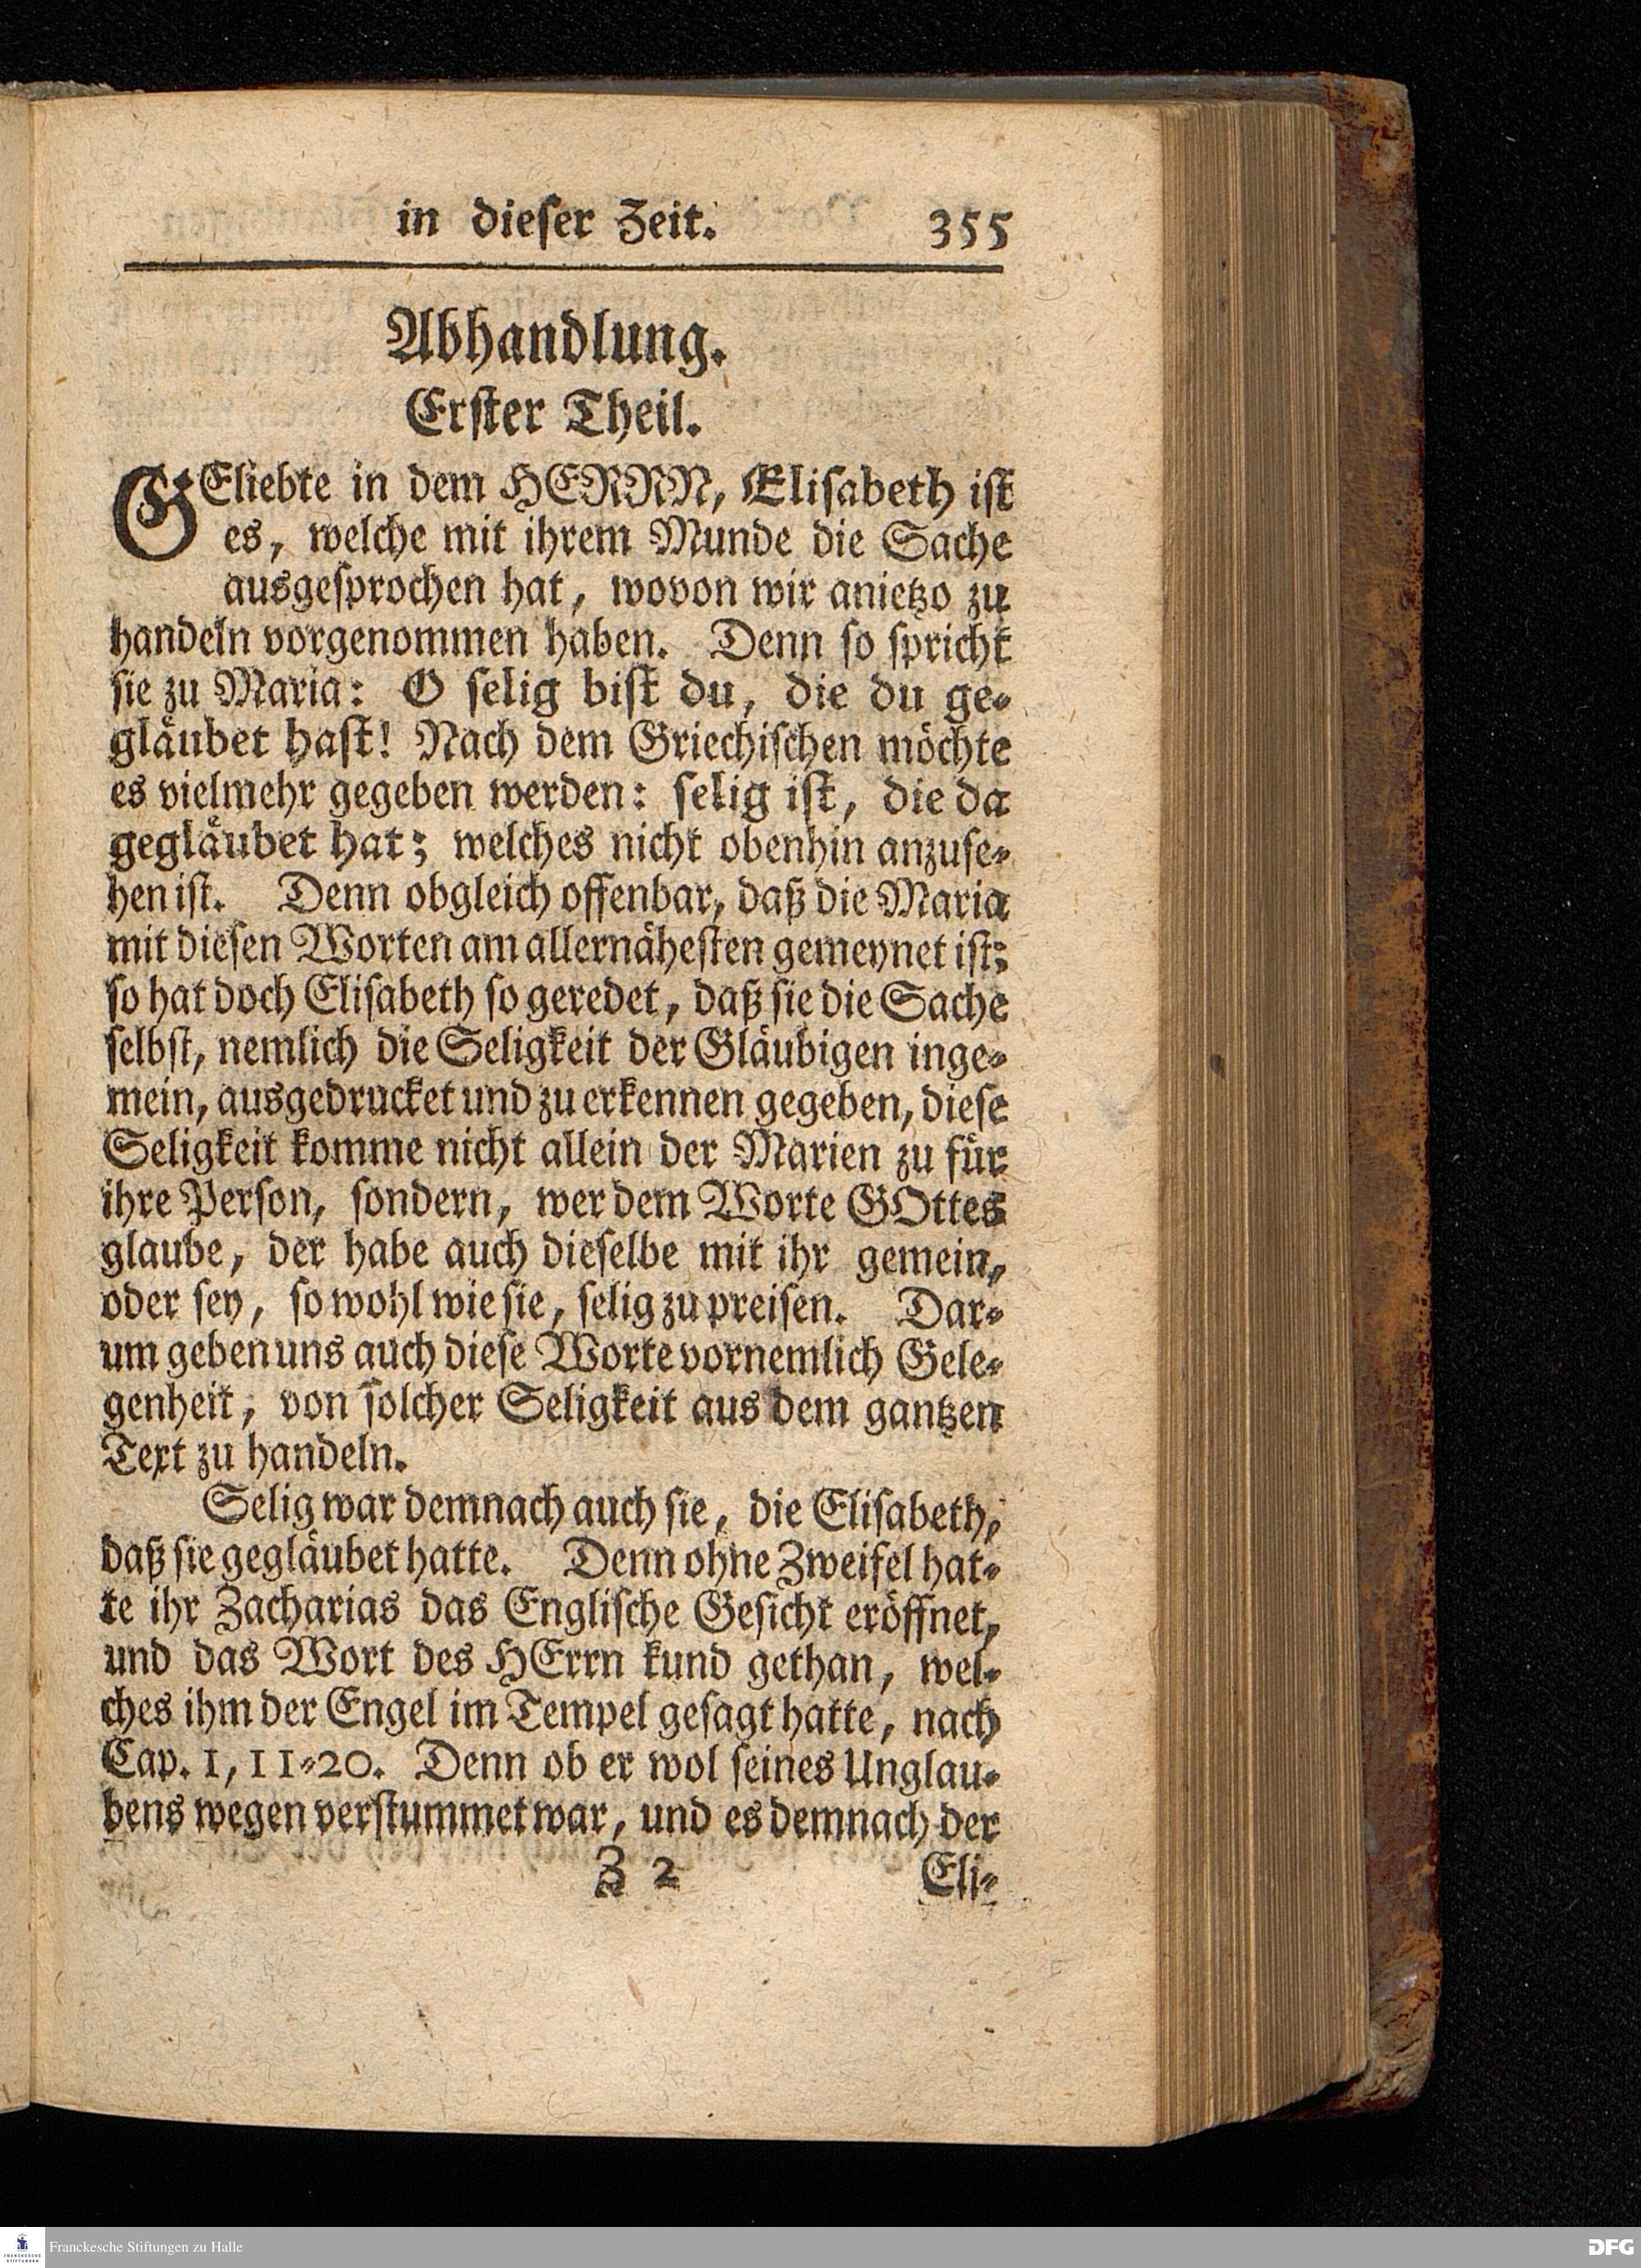 in dieser Zeit. 355
Abhandlung.
Erster Theil.
GEliebte in dem HERRN, Elisabeth ist
es, welche mit ihrem Munde die Sache
ausgesprochen hat, wovon wir anietzo zu
handeln vorgenommen haben. Denn so spricht
sie zu Maria: O selig bist du, die du ge-
gläubet hast! Nach dem Griechischen möchte
es vielmehr gegeben werden: selig ist, die da
gegläubet hat; welches nicht obenhin anzuse-
hen ist. Denn obgleich offenbar, daß die Maria
mit diesen Worten am allernähesten gemeynet ist;
so hat doch Elisabeth so geredet, daß sie die Sache
selbst, nemlich die Seligkeit der Gläubigen inge-
mein, ausgedrucket und zu erkennen gegeben, diese
Seligkeit komme nicht allein der Marien zu für
ihre Person, sondern, wer dem Worte GOttes
glaube, der habe auch dieselbe mit ihr gemein,
oder sey, so wohl wie sie, selig zu preisen. Dar-
um geben uns auch diese Worte vornemlich Gele-
genheit, von solcher Seligkeit aus dem gantzen
Text zu handeln.
Selig war demnach auch sie, die Elisabeth,
daß sie gegläubet hatte. Denn ohne Zweifel hat-
te ihr Zacharias das Englische Gesicht eröffnet,
und das Wort des HErrn kund gethan, wel-
ches ihm der Engel im Tempel gesagt hatte, nach
Cap. 1, 11-20. Denn ob er wol seines Unglau-
bens wegen verstummet war, und es demnach der
Z 2 Eli-
FRANCKESCHE STIFTUNGEN
Franckesche Stiftungen zu Halle
DFG